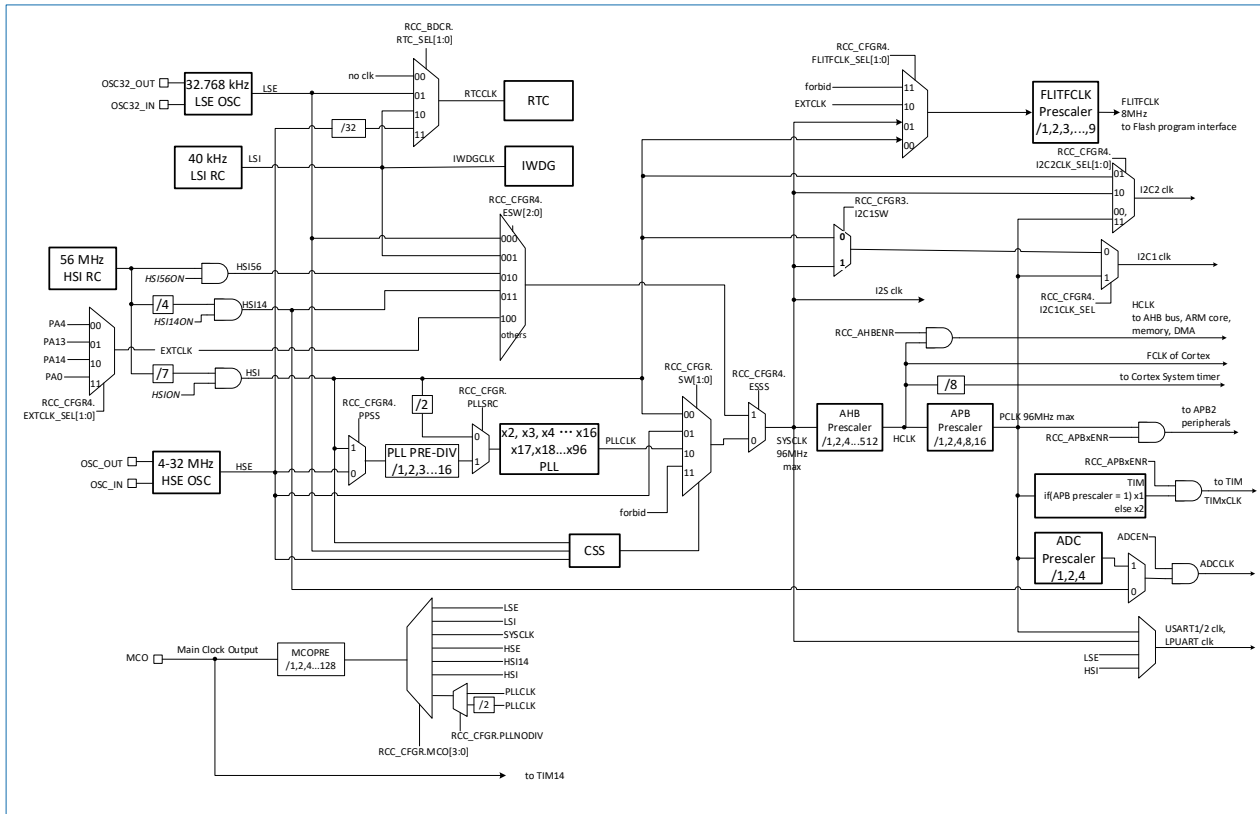 RCC_BDCR.
RTC_SEL[1:0]
OSC32_OUT
OSC32_IN
32.768 kHz
LSE OSC
LSE
no clk
00
01
10
11
/32
RTCCLK
RTC
40 kHz
LSI RC
LSI
IWDGCLK
IWDG
RCC_CFGR4.
FLITFCLK_SEL[1:0]
forbid
EXTCLK
11
10
01
00
FLITFCLK
Prescaler
/1,2,3,...,9
FLITFCLK
8MHz
to Flash program interface
RCC_CFGR4.
I2C2CLK_SEL[1:0]
01
10
00,
11
I2C2 clk
RCC_CFGR4.
ESW[2:0]
000
001
010
011
100
others
RCC_CFGR3.
I2C1SW
0
1
0
1
I2C1 clk
RCC_CFGR4.
I2C1CLK_SEL
I2S clk
56 MHz
HSI RC
HSI56ON
HSI56
/4
HSI14ON
HSI14
PA4
PA13
PA14
PA0
00
01
10
11
EXTCLK
RCC_CFGR4.
EXTCLK_SEL[1:0]
/7
HSION
HSI
HCLK
to AHB bus, ARM core,
memory, DMA
RCC_AHBENR
FCLK of Cortex
/8
to Cortex System timer
RCC_CFGR4.
PPSS
1
0
/2
RCC_CFGR.
PLLSRC
0
1
PLL PRE-DIV
/1,2,3...16
x2, x3, x4 ··· x16
x17,x18...x96
PLL
PLLCLK
RCC_CFGR.
SW[1:0]
00
01
10
11
forbid
RCC_CFGR4.
ESSS
1
0
SYSCLK
96MHz
max
AHB
Prescaler
/1,2,4...512
HCLK
APB
Prescaler
/1,2,4,8,16
PCLK 96MHz max
RCC_APBxENR
to APB2
peripherals
OSC_OUT
OSC_IN
4-32 MHz
HSE OSC
HSE
CSS
RCC_APBxENR
TIM
if(APB prescaler = 1) x1
else x2
to TIM
TIMxCLK
ADC
Prescaler
/1,2,4
ADCEN
1
0
ADCCLK
USART1/2 clk,
LPUART clk
LSE
HSI
MCO
Main Clock Output
MCOPRE
/1,2,4...128
LSE
LSI
SYSCLK
HSE
HSI14
HSI
PLLCLK
/2
PLLCLK
RCC_CFGR.PLLNODIV
RCC_CFGR.MCO[3:0]
to TIM14